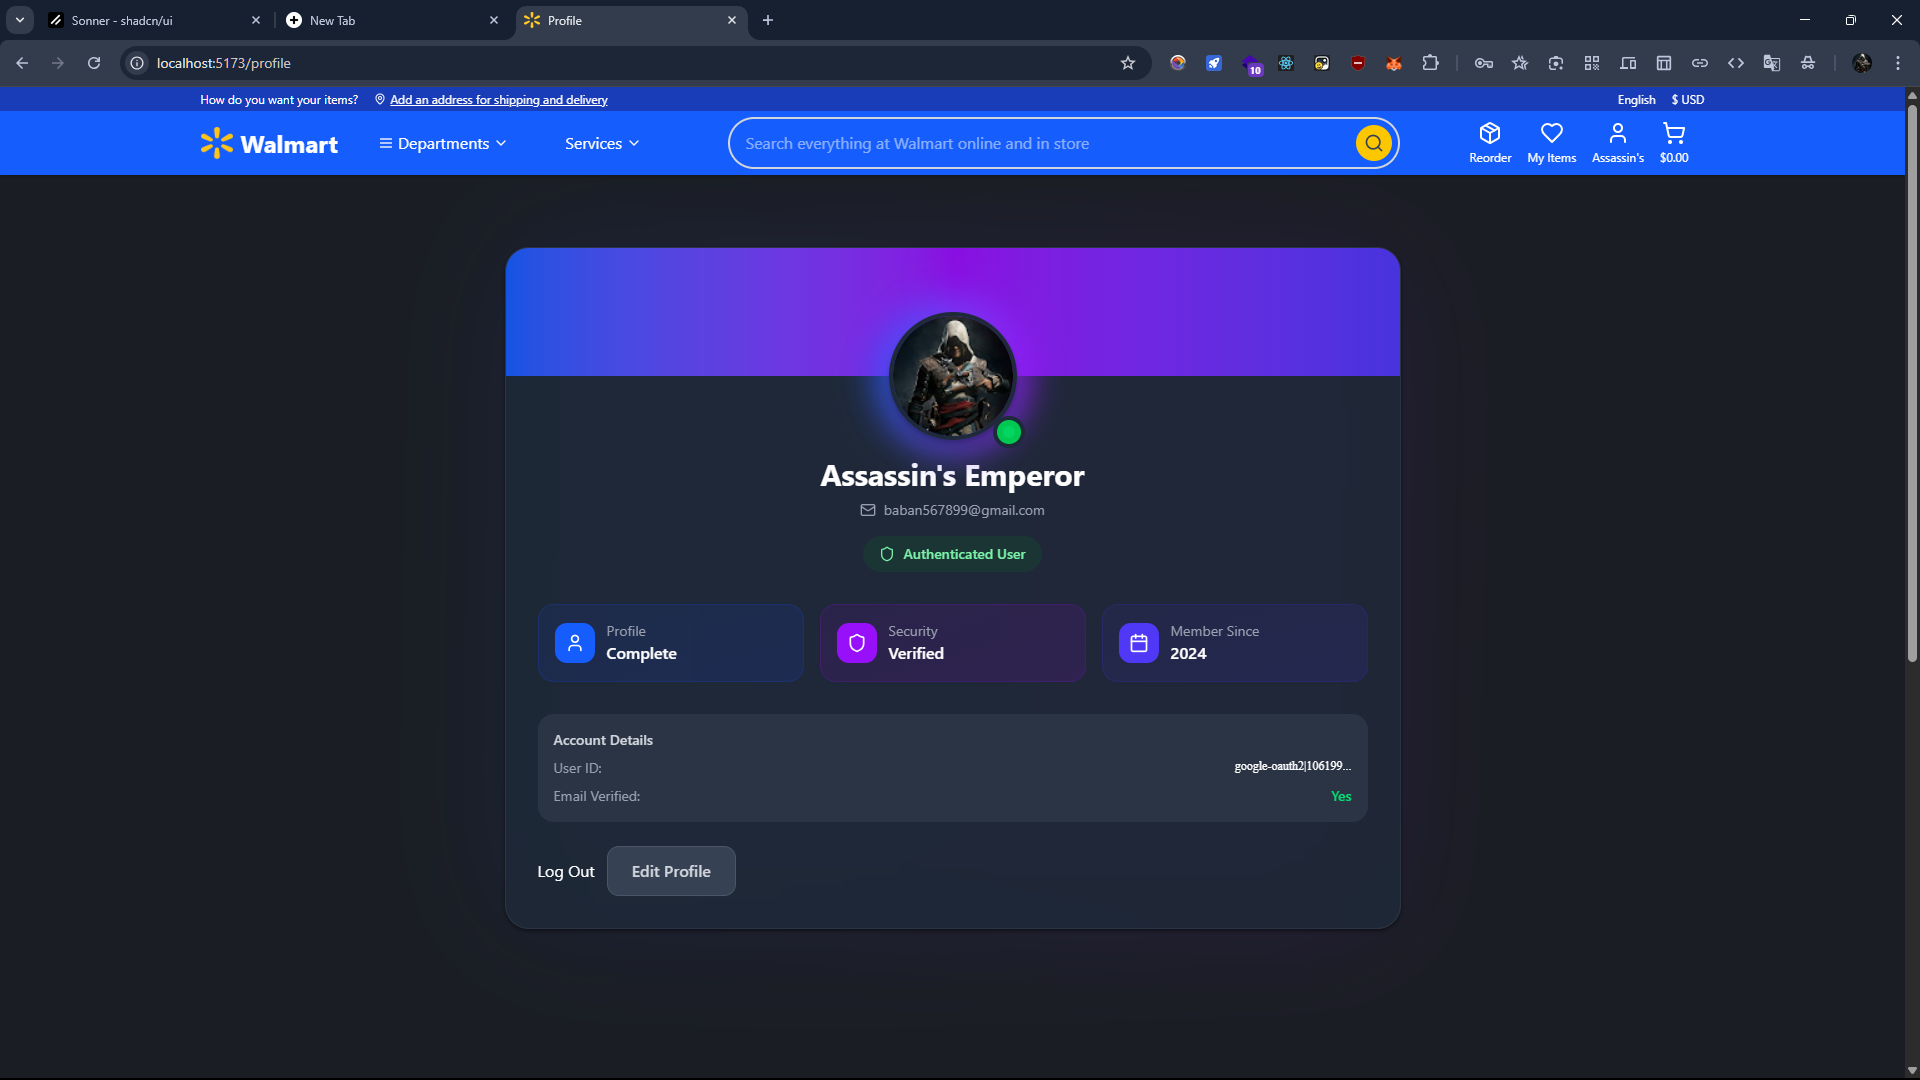 Sonner - shadcn/ui
New Tab
Profile
localhost:5173/profile
10
How do you want your items?
Add an address for shipping and delivery
English
$ USD
Walmart
Departments
Services
Search everything at Walmart online and in store
Reorder
My Items
Assassin's
$0.00
Assassin's Emperor
baban567899@gmail.com
Authenticated User
Profile
Complete
Security
Verified
Member Since
2024
Account Details
User ID:
google-oauth2|106199...
Email Verified:
Yes
Log Out
Edit Profile